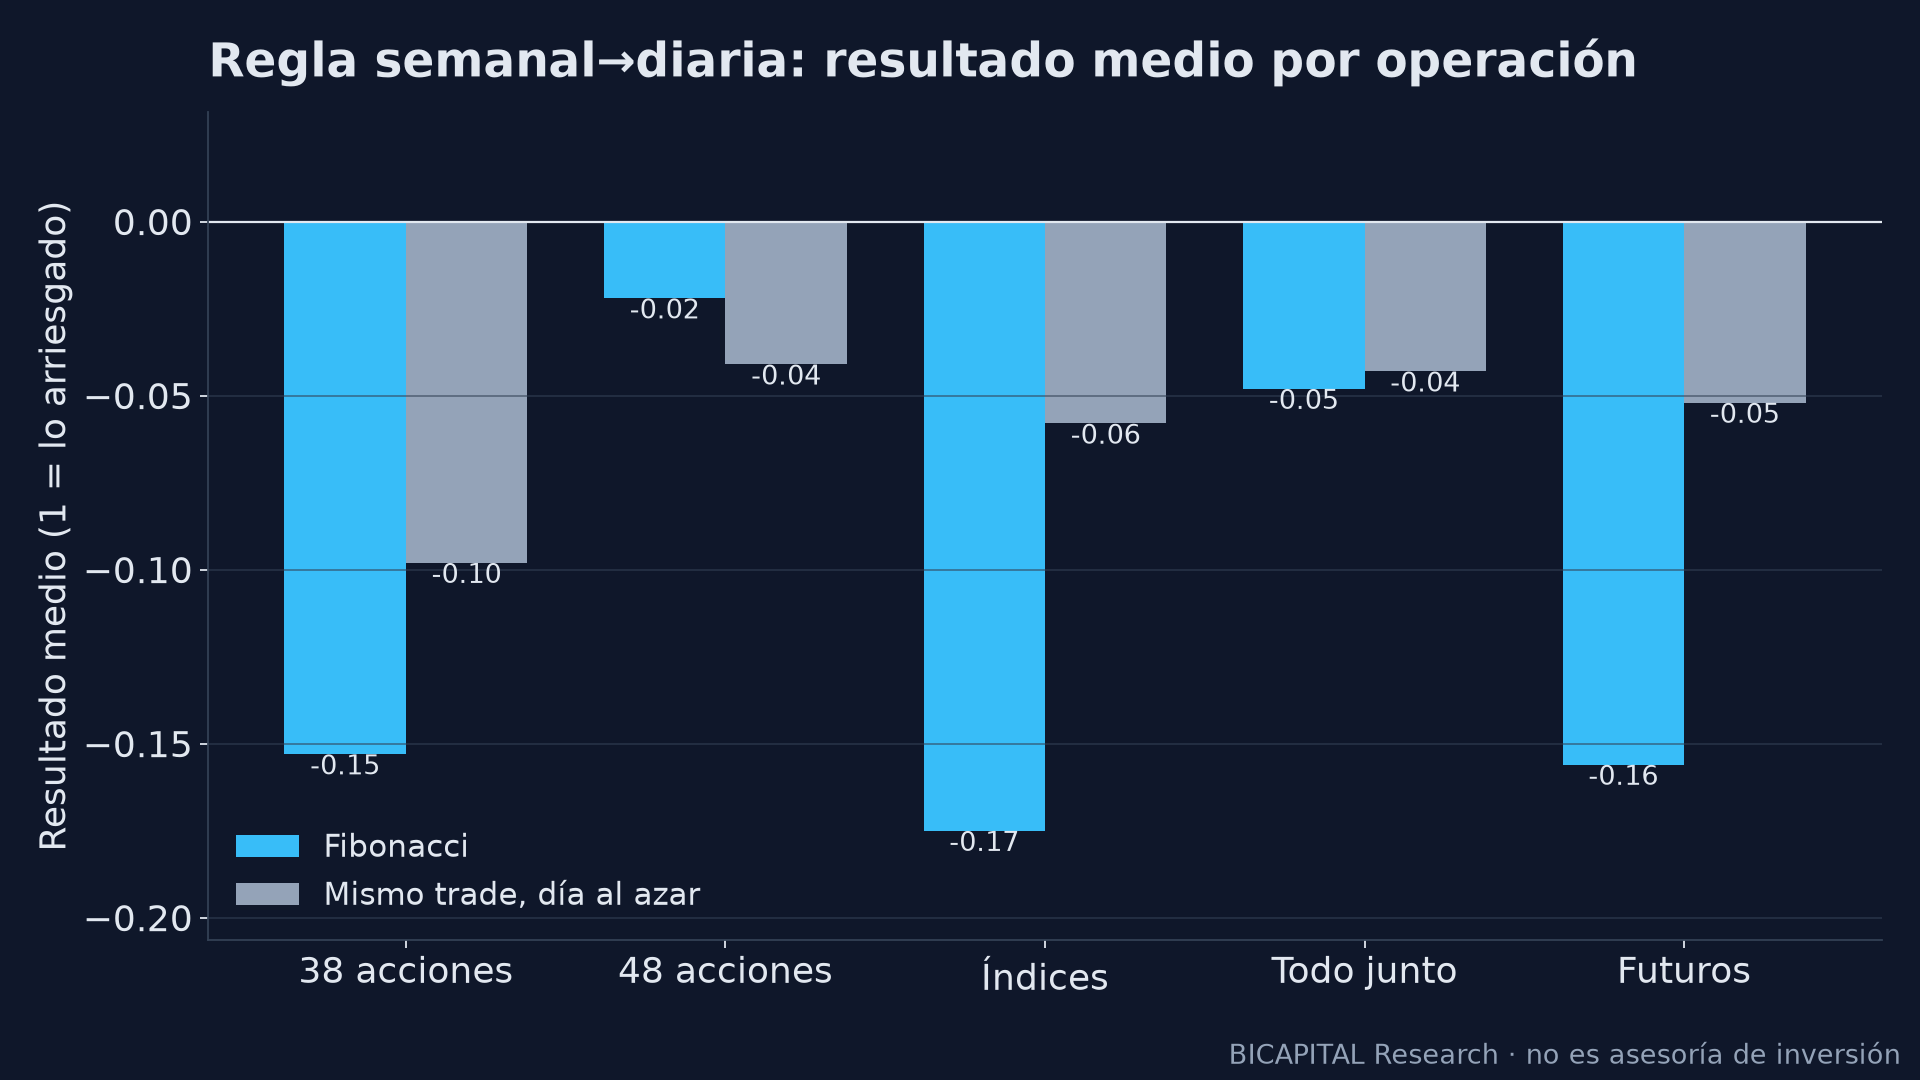 Regla semanal→diaria: resultado medio por operación
Resultado medio (1 = lo arriesgado)
0.00
−0.05
−0.10
−0.15
−0.20
-0.15
-0.10
-0.02
-0.04
-0.17
-0.06
-0.05
-0.04
-0.16
-0.05
Fibonacci
Mismo trade, día al azar
38 acciones
48 acciones
Índices
Todo junto
Futuros
BICAPITAL Research · no es asesoría de inversión